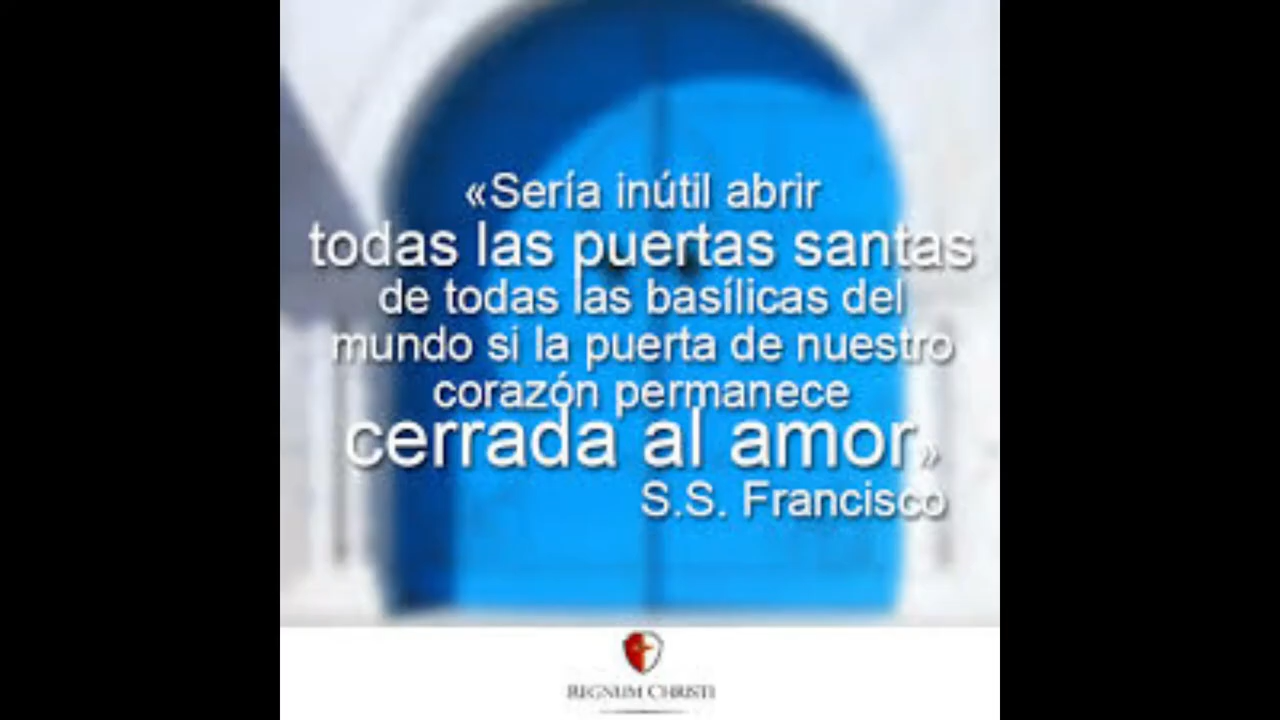 «Sería inútil abrir
todas las puertas santas
de todas las basílicas del
mundo si la puerta de nuestro
corazón permanece
cerrada al amor»
S.S. Francisco
REGNUM CHRISTI